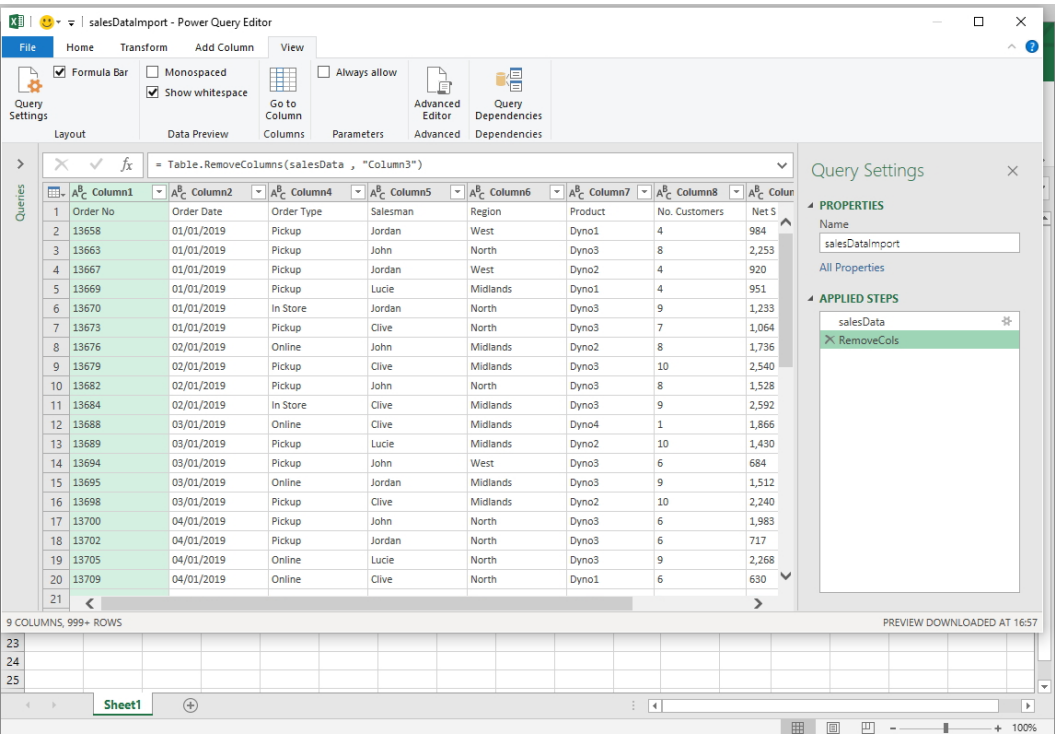 salesDataImport - Power Query Editor
File Home Transform Add Column View
Formula Bar Monospaced Always allow
Show whitespace
Query Settings Go to Column Advanced Editor Query Dependencies
Layout Data Preview Columns Parameters Advanced Dependencies
fx = Table.RemoveColumns(salesData , "Column3")
Queries
ABC Column1 ABC Column2 ABC Column4 ABC Column5 ABC Column6 ABC Column7 ABC Column8 ABC Colun
1 Order No Order Date Order Type Salesman Region Product No. Customers Net S
2 13658 01/01/2019 Pickup Jordan West Dyno1 4 984
3 13663 01/01/2019 Pickup John North Dyno3 8 2,253
4 13667 01/01/2019 Pickup Jordan West Dyno2 4 920
5 13669 01/01/2019 Pickup Lucie Midlands Dyno1 4 951
6 13670 01/01/2019 In Store Jordan North Dyno3 9 1,233
7 13673 01/01/2019 Pickup Clive North Dyno3 7 1,064
8 13676 02/01/2019 Online John Midlands Dyno2 8 1,736
9 13679 02/01/2019 Pickup Clive Midlands Dyno3 10 2,540
10 13682 02/01/2019 Pickup John North Dyno3 8 1,528
11 13684 02/01/2019 In Store Clive Midlands Dyno3 9 2,592
12 13688 03/01/2019 Online Clive Midlands Dyno4 1 1,866
13 13689 03/01/2019 Pickup Lucie Midlands Dyno2 10 1,430
14 13694 03/01/2019 Pickup John West Dyno3 6 684
15 13695 03/01/2019 Online Jordan Midlands Dyno3 9 1,512
16 13698 03/01/2019 Pickup Clive Midlands Dyno2 10 2,240
17 13700 04/01/2019 Pickup John North Dyno3 6 1,983
18 13702 04/01/2019 Pickup Jordan North Dyno3 6 717
19 13705 04/01/2019 Online Lucie North Dyno3 9 2,268
20 13709 04/01/2019 Online Clive North Dyno1 6 630
21
Query Settings
PROPERTIES
Name
salesDataImport
All Properties
APPLIED STEPS
salesData
RemoveCols
9 COLUMNS, 999+ ROWS PREVIEW DOWNLOADED AT 16:57
23
24
25
Sheet1
100%